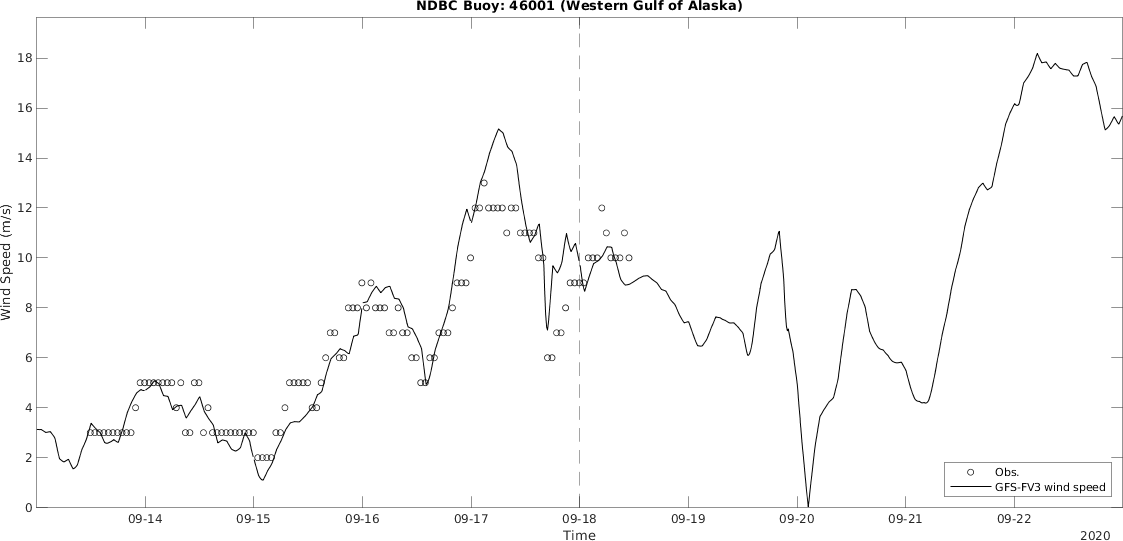 NDBC Buoy: 46001 (Western Gulf of Alaska)
18
16
14
12
10
8
6
4
2
0
Wind Speed (m/s)
Obs.
GFS-FV3 wind speed
09-14 09-15 09-16 09-17 09-18 09-19 09-20 09-21 09-22
Time
2020